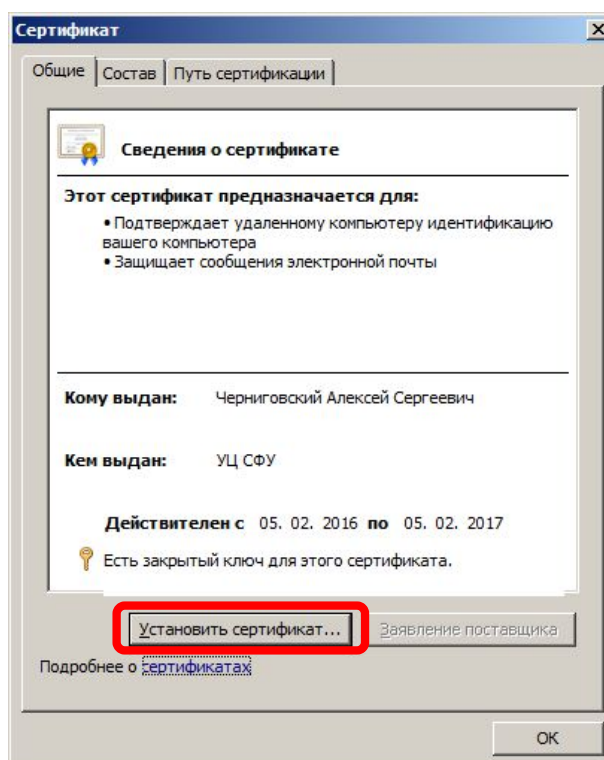 Сертификат
Общие Состав Путь сертификации
Сведения о сертификате
Этот сертификат предназначается для:
• Подтверждает удаленному компьютеру идентификацию
вашего компьютера
• Защищает сообщения электронной почты
Кому выдан: Черниговский Алексей Сергеевич
Кем выдан: УЦ СФУ
Действителен с 05. 02. 2016 по 05. 02. 2017
Есть закрытый ключ для этого сертификата.
Установить сертификат... Заявление поставщика
Подробнее о сертификатах
OK